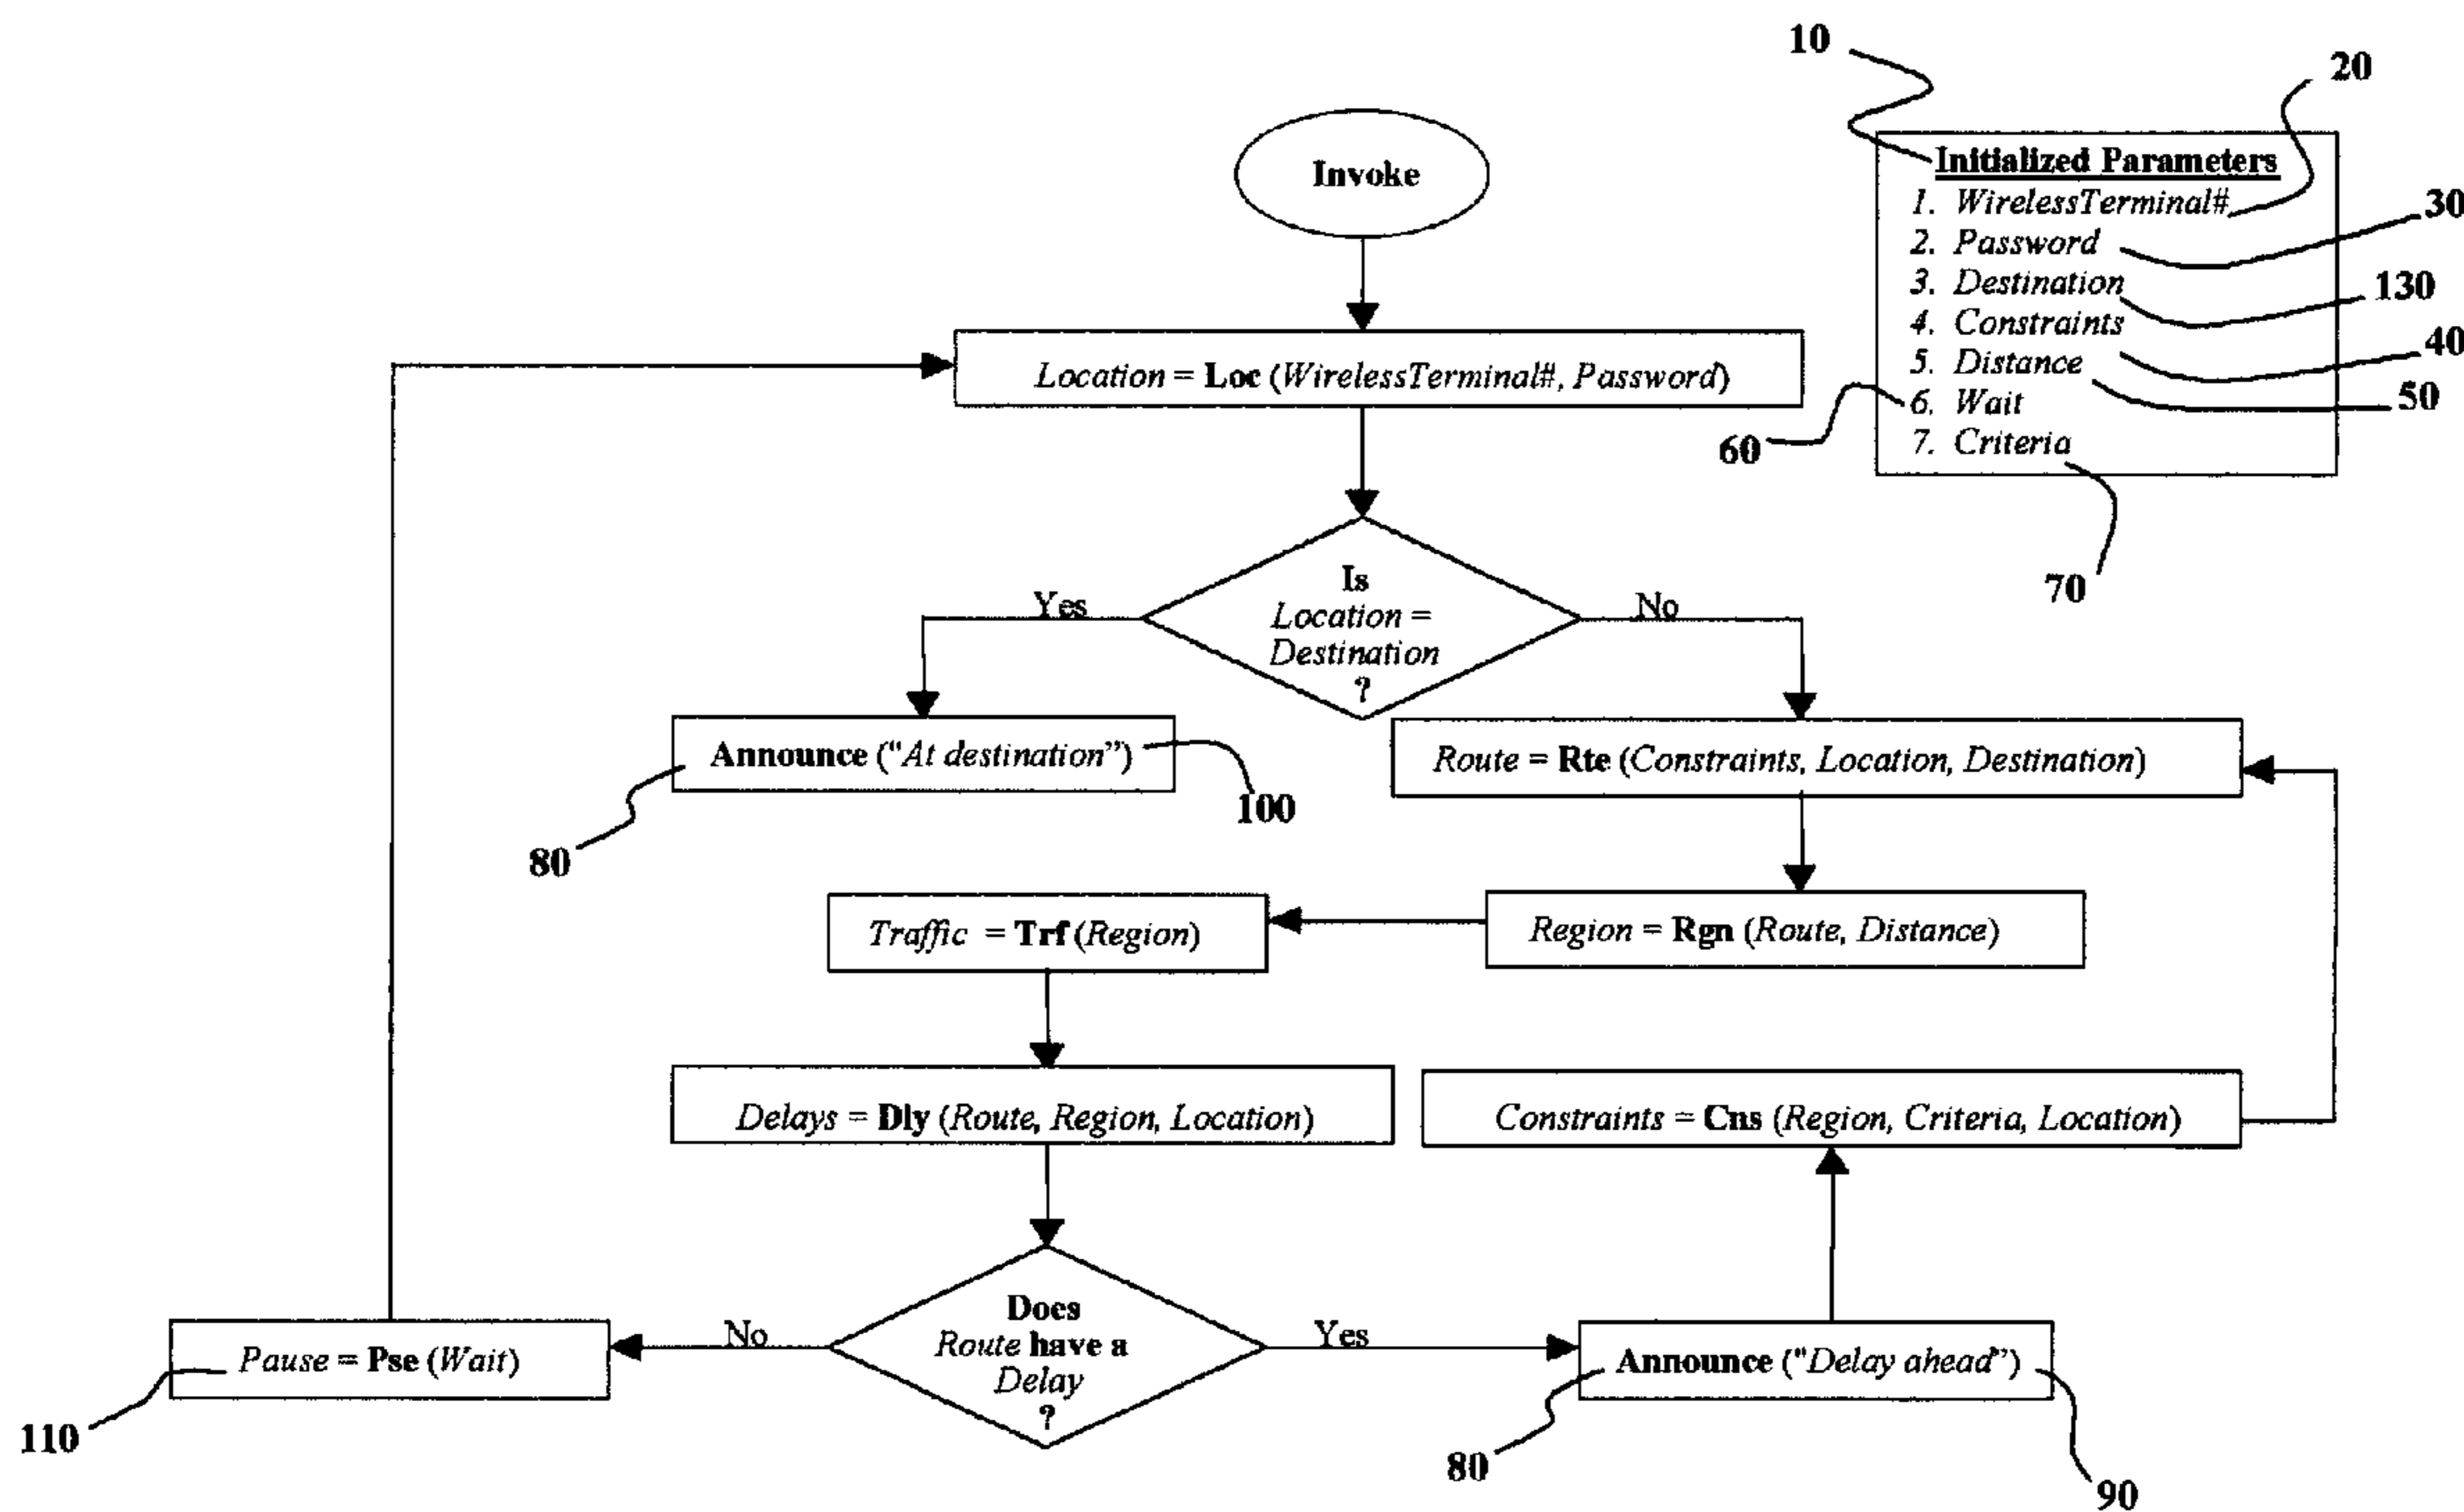 10
20
Invoke
Initialized Parameters
1. WirelessTerminal#
30
2. Password
3. Destination
130
4. Constraints
40
5. Distance
50
6. Wait
60
7. Criteria
70
Location = Loc (WirelessTerminal#, Password)
Is
Location =
Destination
?
Yes
No
Announce ("At destination")
100
80
Route = Rte (Constraints, Location, Destination)
Traffic = Trf (Region)
Region = Rgn (Route, Distance)
Delays = Dly (Route, Region, Location)
Constraints = Cns (Region, Criteria, Location)
Does
Route have a
Delay
?
No
Yes
Pause = Pse (Wait)
110
Announce ("Delay ahead")
80
90